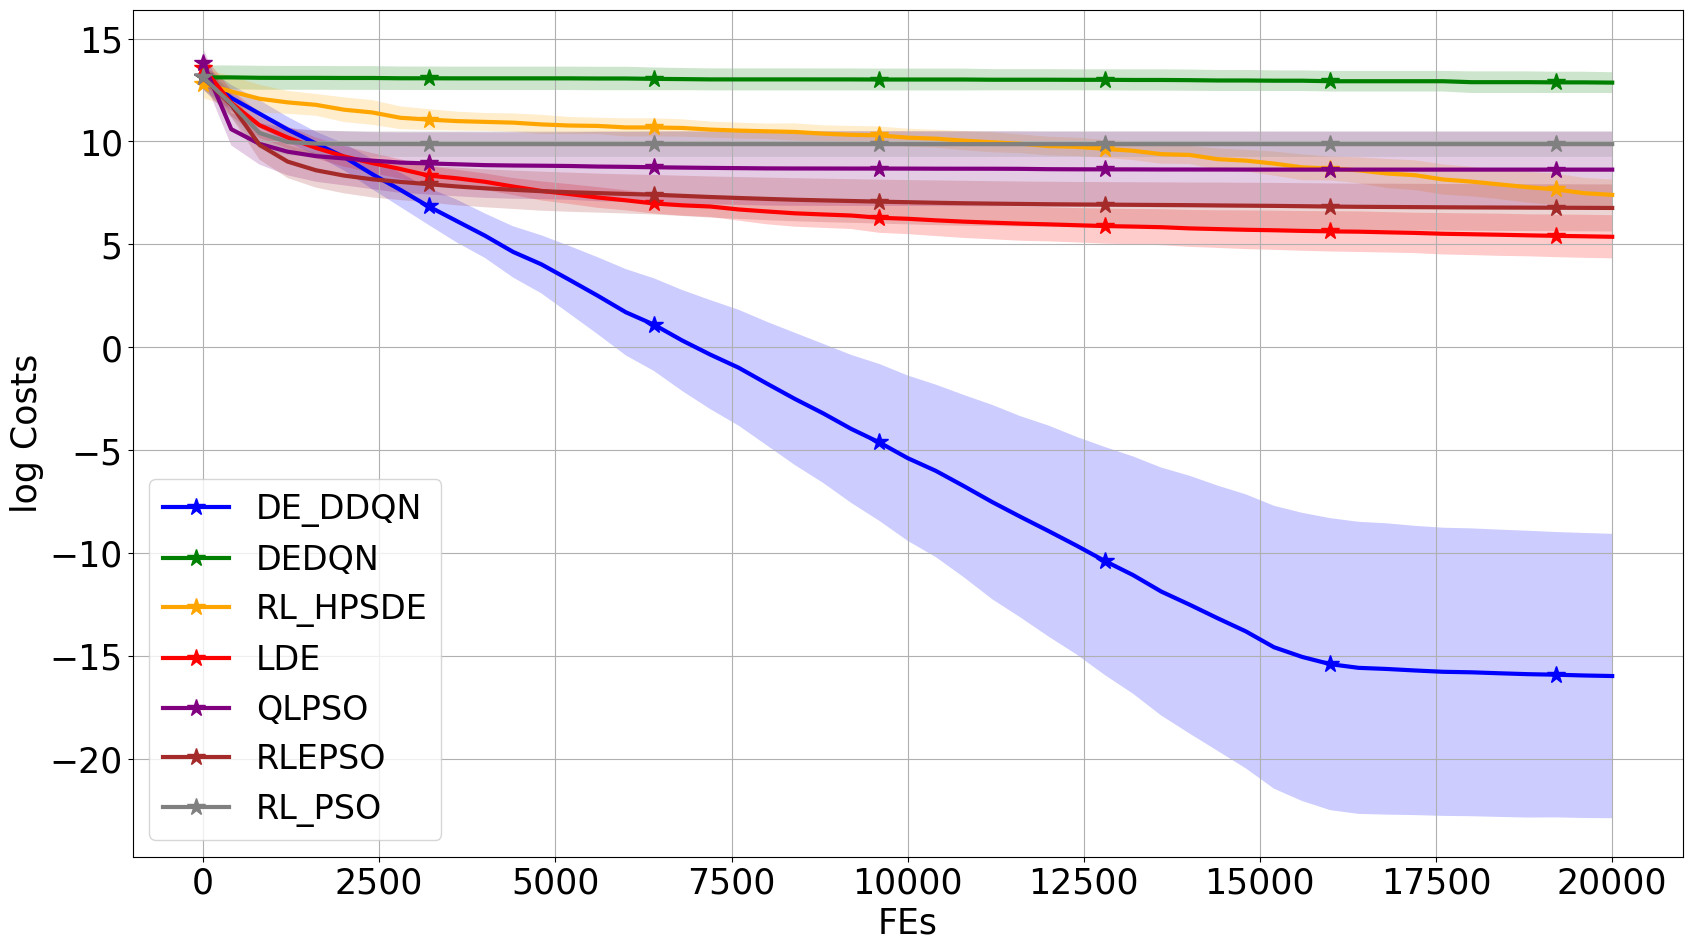 15
10
5
0
−5
−10
−15
−20
log Costs
DE_DDQN
DEDQN
RL_HPSDE
LDE
QLPSO
RLEPSO
RL_PSO
0 2500 5000 7500 10000 12500 15000 17500 20000
FEs